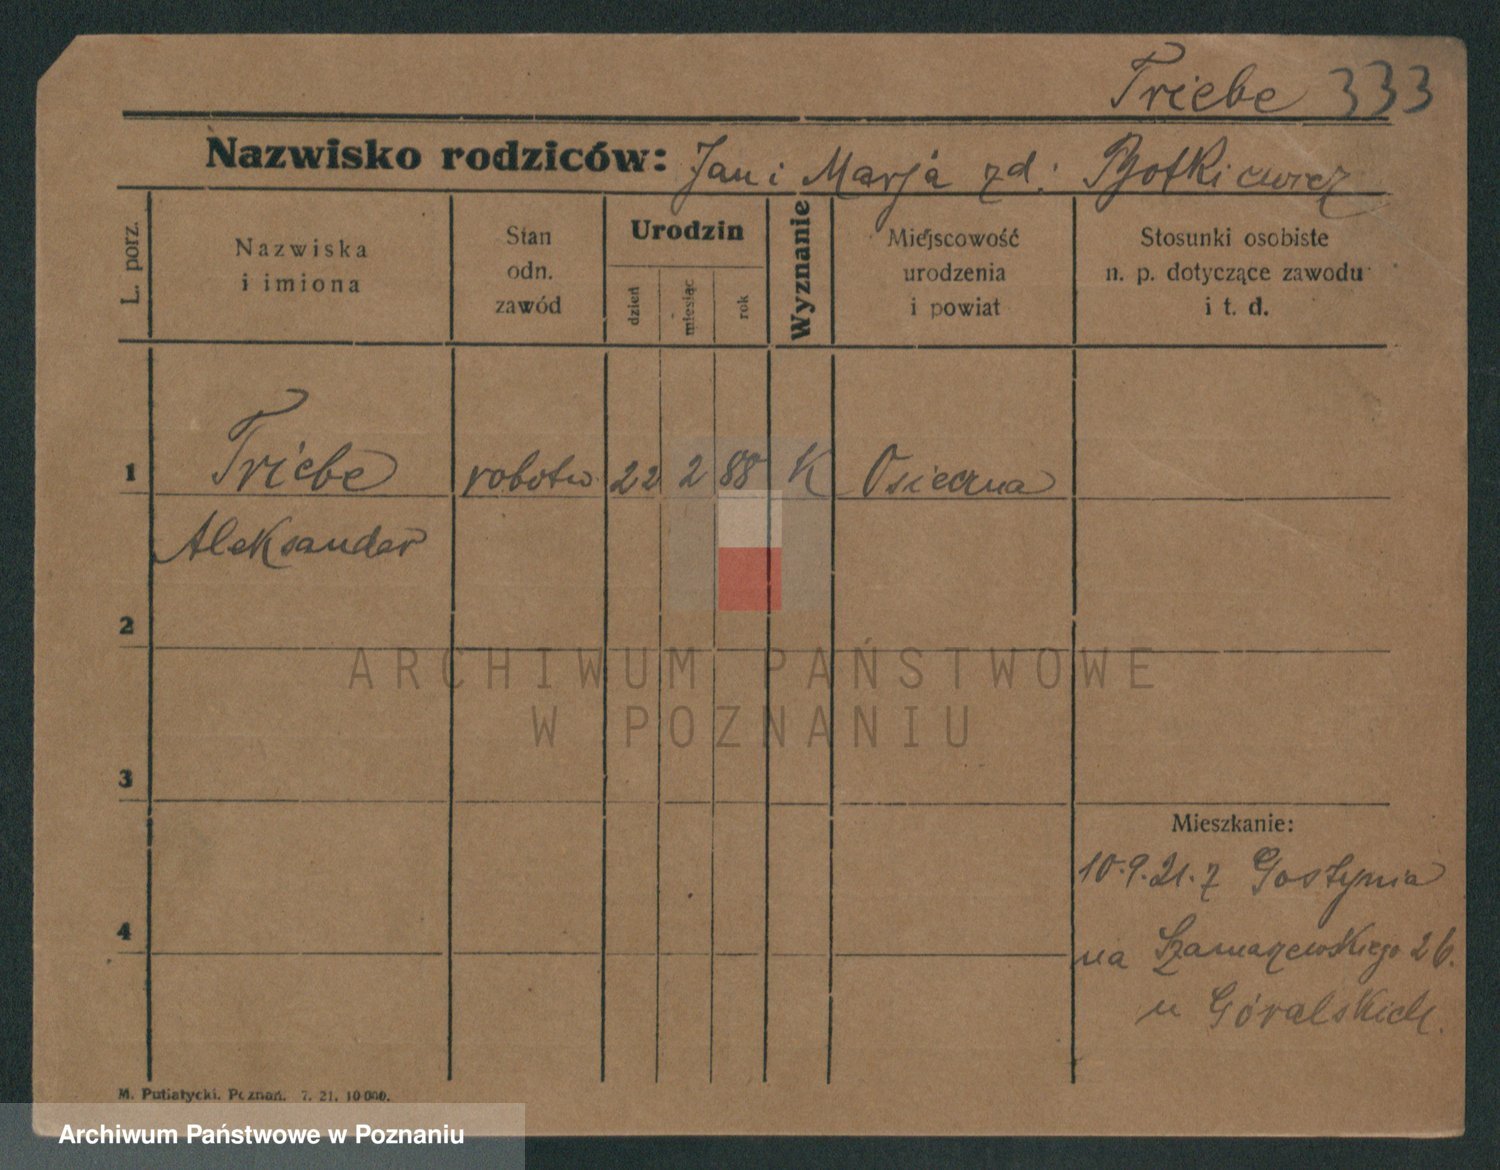 Triebe 333
Nazwisko rodziców: Jan i Marja zd:
L. porz.
Nazwiska
i imiona
Stan
odn.
zawód
Urodzin
dzień
miesiąc
rok
Wyznanie
Miejscowość
urodzenia
i powiat
Stosunki osobiste
n. p. dotyczące zawodu
i t. d.
1 Triebe robotn. 22 2 88 K Osieczna
Aleksander
2
ARCHIWUM PAŃSTWOWE
W POZNANIU
3
Mieszkanie:
10.9.21. z Gostynia
4
na Szamarzewskiego 26.
u Góralskich.
M. Putiatycki, Poznań. 7. 21. 10 000.
Archiwum Państwowe w Poznaniu